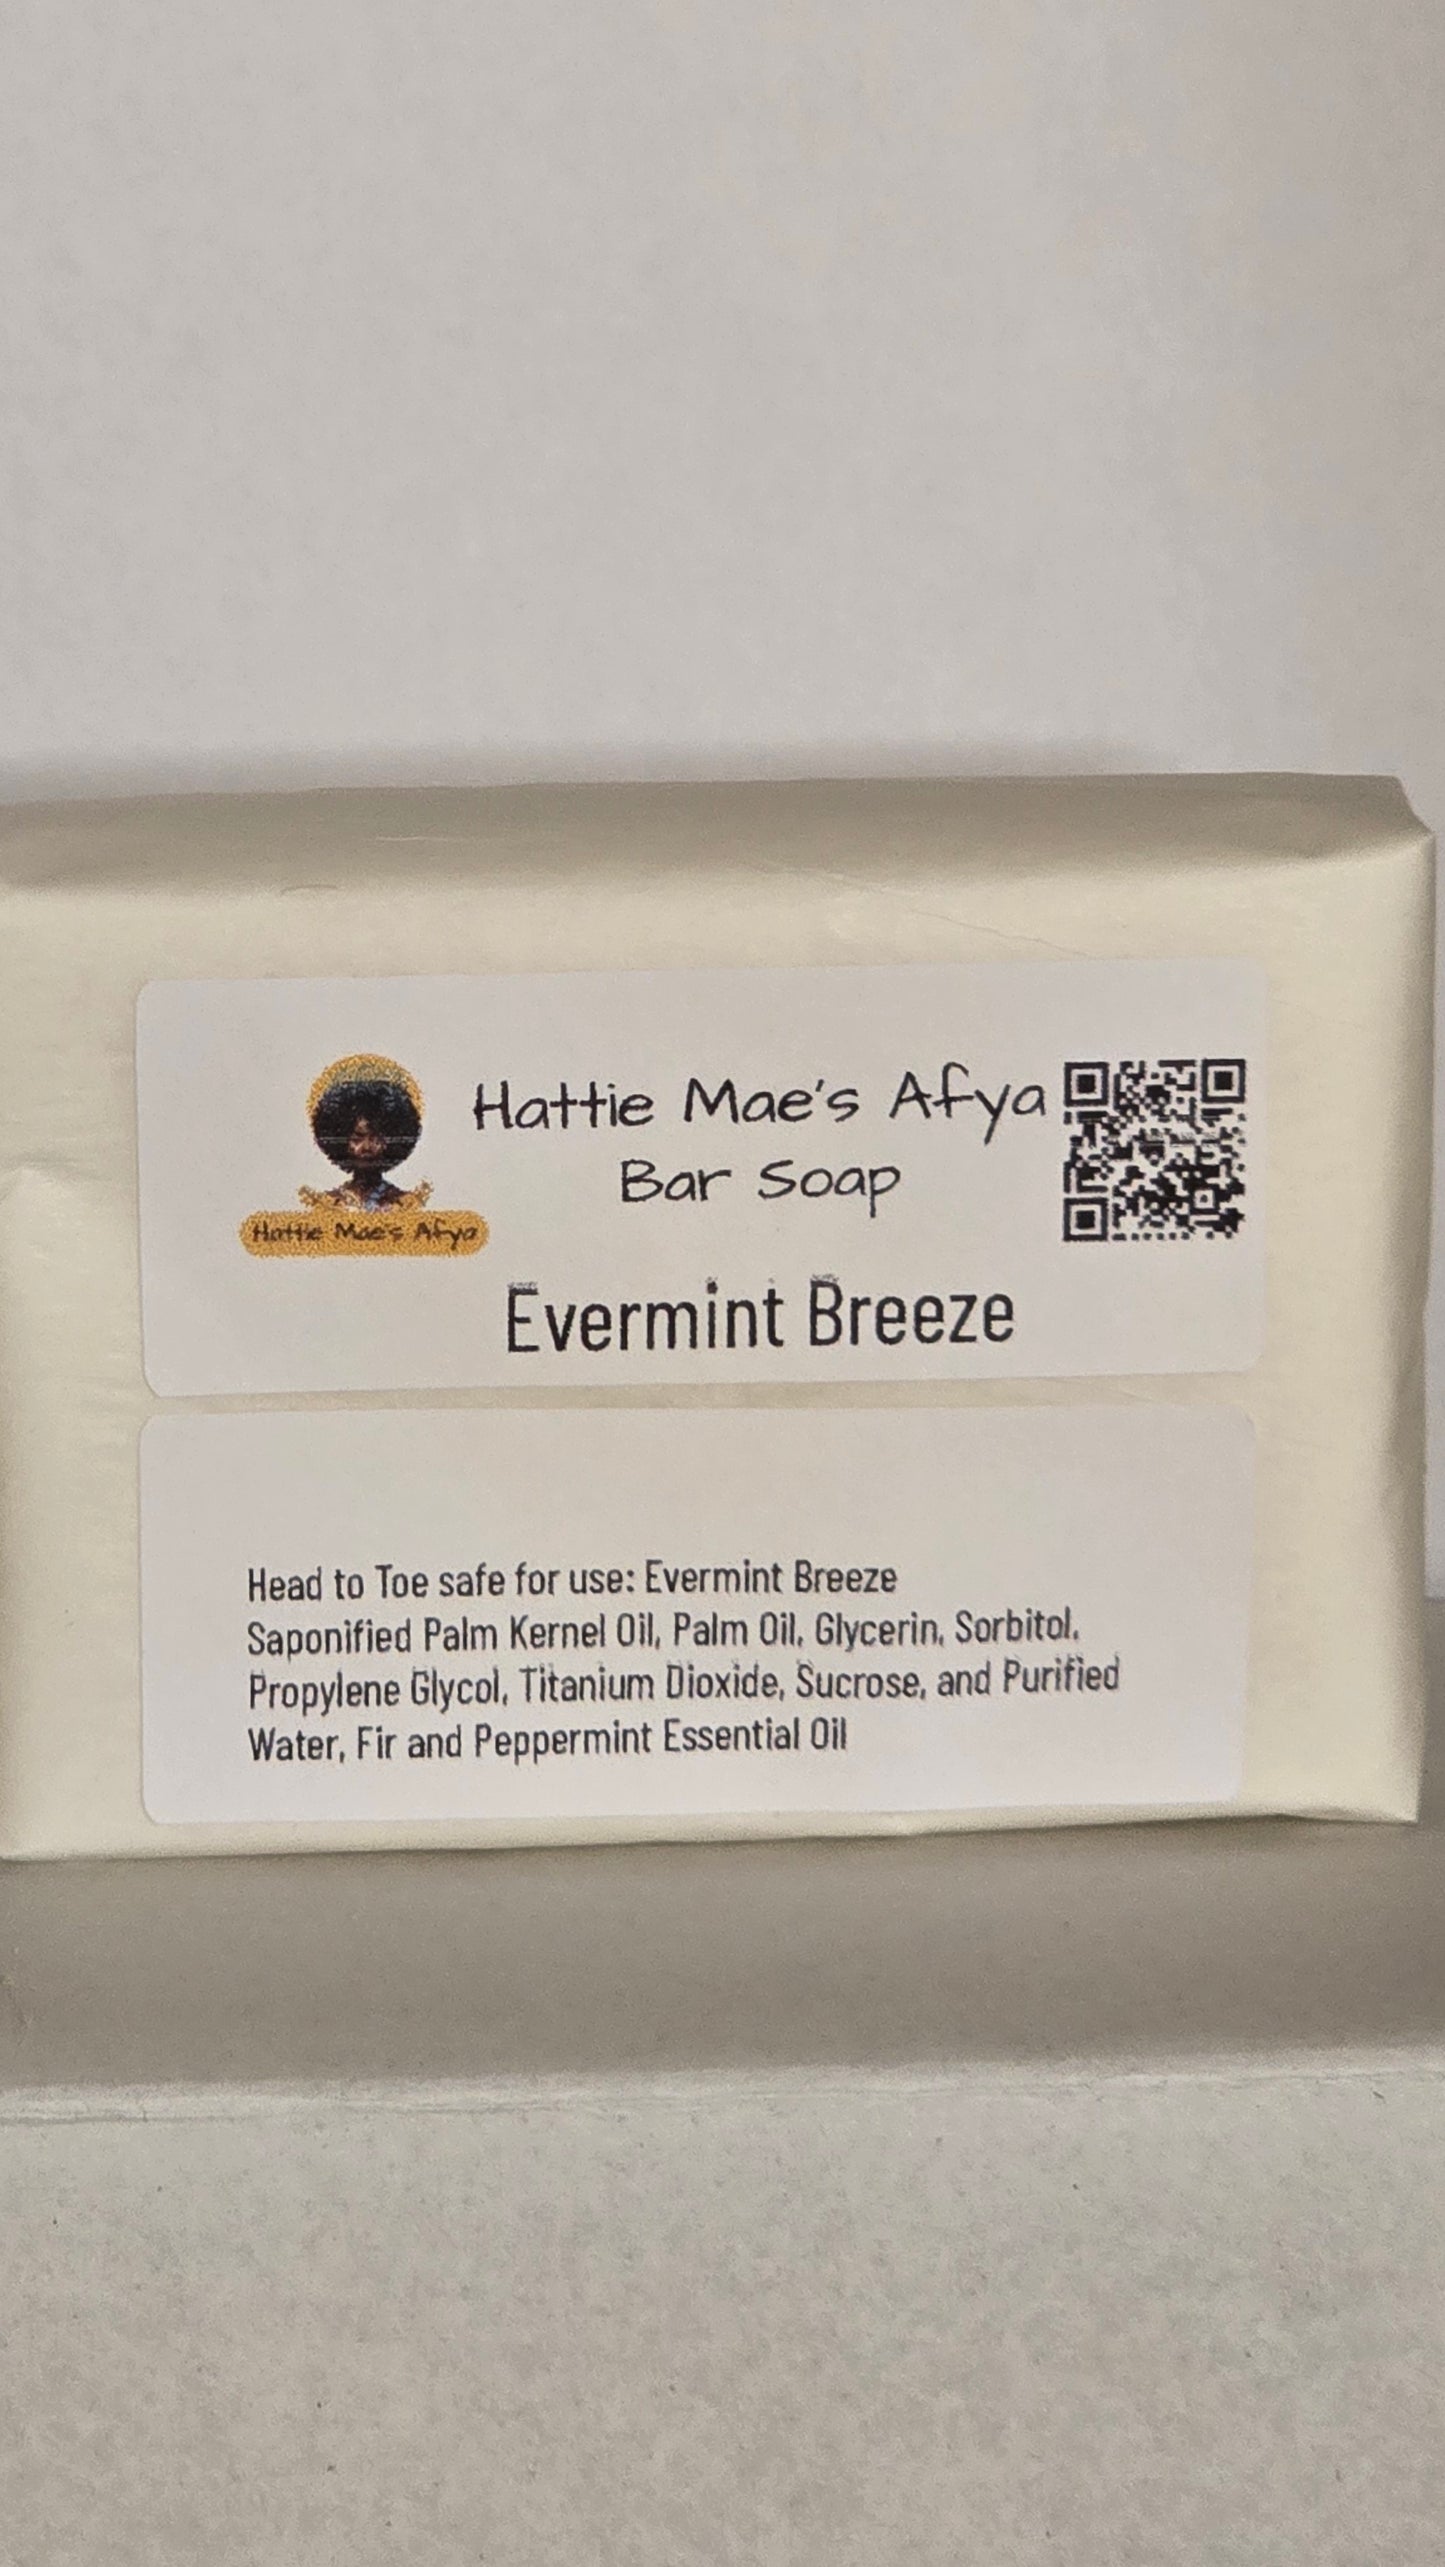 Hattie Mae's Afya
Bar Soap
Hattie Mae's Afya
Evermint Breeze
Head to Toe safe for use: Evermint Breeze
Saponified Palm Kernel Oil, Palm Oil, Glycerin, Sorbitol,
Propylene Glycol, Titanium Dioxide, Sucrose, and Purified
Water, Fir and Peppermint Essential Oil